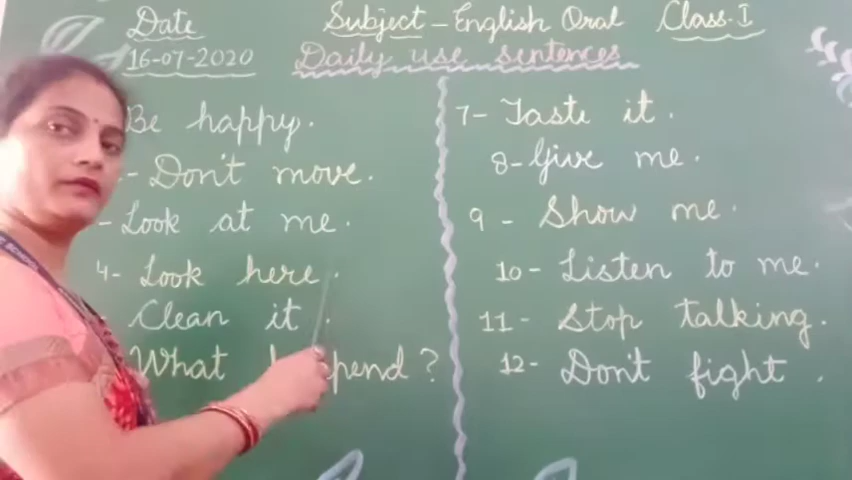 Date
16-07-2020
Subject - English Oral Class-I
Daily use sentences
Be happy.
- Don't move.
- Look at me.
4- Look here.
Clean it.
What pend?
7- Taste it.
8- Give me.
9- Show me.
10- Listen to me.
11- Stop talking.
12- Don't fight.